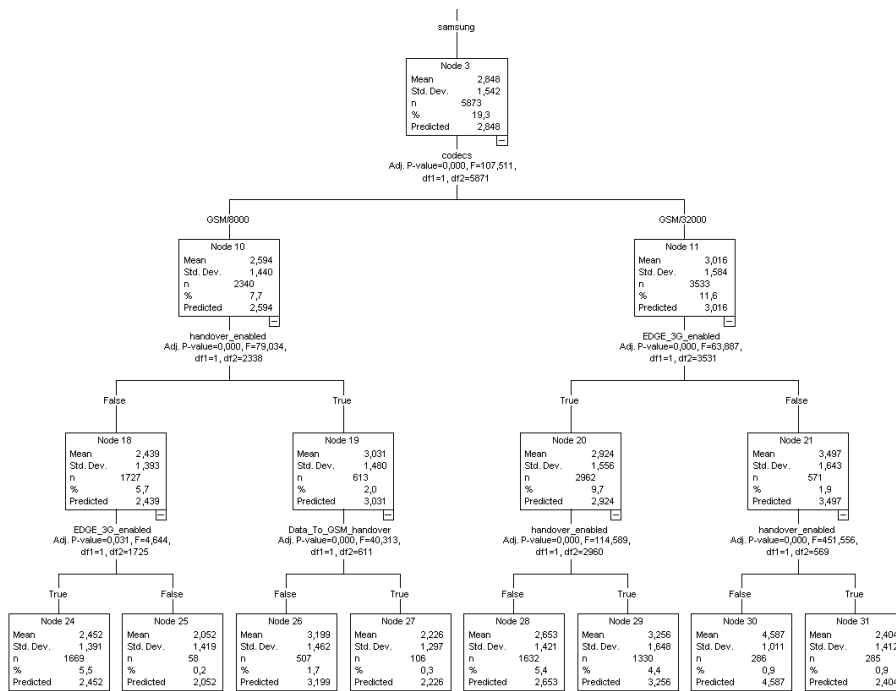 samsung
Node 3
Mean 2,848
Std. Dev. 1,542
n 5873
% 19,3
Predicted 2,848
codecs
Adj. P-value=0,000, F=107,511,
df1=1, df2=5871
GSM/8000
GSM/32000
Node 10
Mean 2,594
Std. Dev. 1,440
n 2340
% 7,7
Predicted 2,594
Node 11
Mean 3,016
Std. Dev. 1,584
n 3533
% 11,6
Predicted 3,016
handover_enabled
Adj. P-value=0,000, F=79,034,
df1=1, df2=2338
EDGE_3G_enabled
Adj. P-value=0,000, F=63,887,
df1=1, df2=3531
False
True
True
False
Node 18
Mean 2,439
Std. Dev. 1,393
n 1727
% 5,7
Predicted 2,439
Node 19
Mean 3,031
Std. Dev. 1,480
n 613
% 2,0
Predicted 3,031
Node 20
Mean 2,924
Std. Dev. 1,556
n 2962
% 9,7
Predicted 2,924
Node 21
Mean 3,497
Std. Dev. 1,643
n 571
% 1,9
Predicted 3,497
EDGE_3G_enabled
Adj. P-value=0,031, F=4,644,
df1=1, df2=1725
Data_To_GSM_handover
Adj. P-value=0,000, F=40,313,
df1=1, df2=611
handover_enabled
Adj. P-value=0,000, F=114,589,
df1=1, df2=2960
handover_enabled
Adj. P-value=0,000, F=451,556,
df1=1, df2=569
True
False
False
True
False
True
False
True
Node 24
Mean 2,452
Std. Dev. 1,391
n 1669
% 5,5
Predicted 2,452
Node 25
Mean 2,052
Std. Dev. 1,419
n 58
% 0,2
Predicted 2,052
Node 26
Mean 3,199
Std. Dev. 1,462
n 507
% 1,7
Predicted 3,199
Node 27
Mean 2,226
Std. Dev. 1,297
n 106
% 0,3
Predicted 2,226
Node 28
Mean 2,653
Std. Dev. 1,421
n 1632
% 5,4
Predicted 2,653
Node 29
Mean 3,256
Std. Dev. 1,648
n 1330
% 4,4
Predicted 3,256
Node 30
Mean 4,587
Std. Dev. 1,011
n 286
% 0,9
Predicted 4,587
Node 31
Mean 2,404
Std. Dev. 1,412
n 285
% 0,9
Predicted 2,404